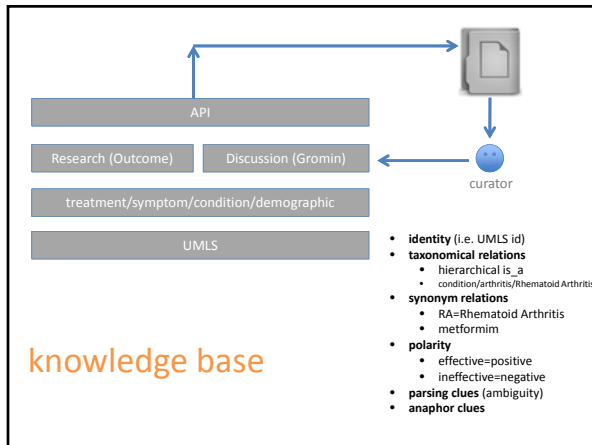 API
Research (Outcome)
Discussion (Gromin)
curator
treatment/symptom/condition/demographic
UMLS
• identity (i.e. UMLS id)
• taxonomical relations
• hierarchical is_a
• condition/arthritis/Rhematoid Arthritis
• synonym relations
• RA=Rhematoid Arthritis
• metformim
• polarity
• effective=positive
• ineffective=negative
• parsing clues (ambiguity)
• anaphor clues
knowledge base